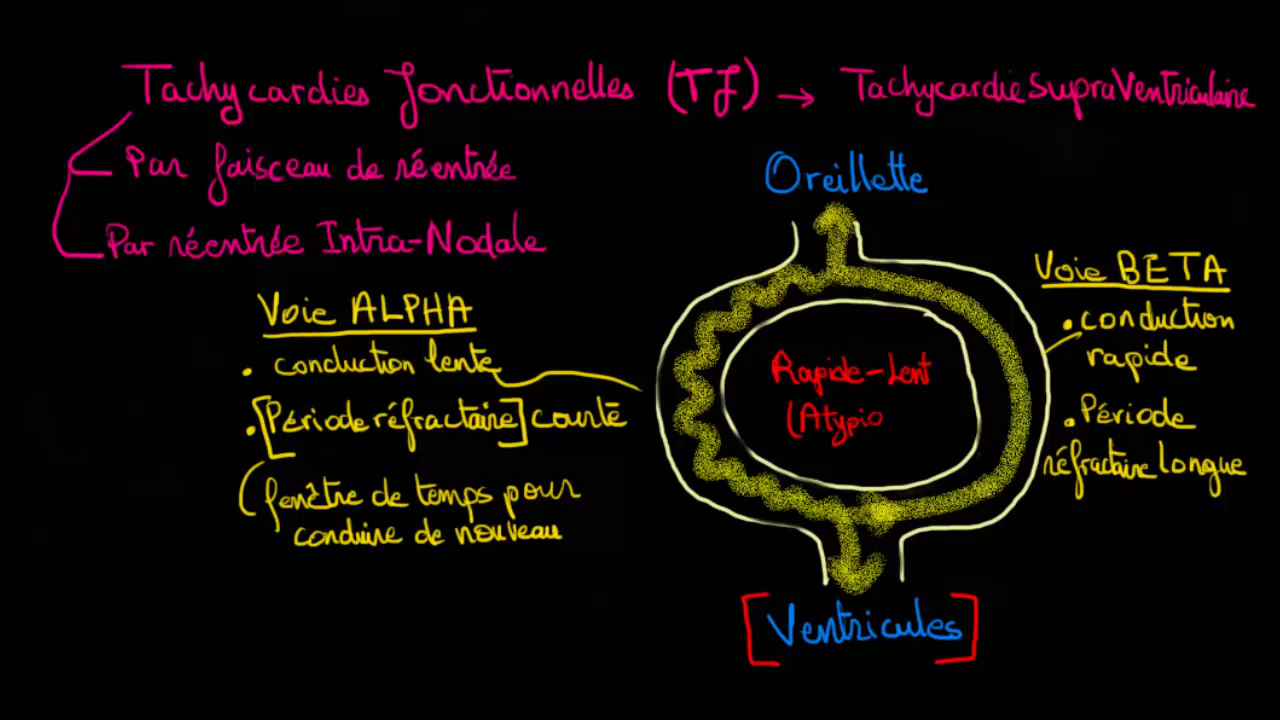 Tachycardies Jonctionnelles (TJ) → Tachycardie SupraVentriculaire
Par faisceau de réentrée
Par réentrée Intra-Nodale
Oreillette
Voie ALPHA
• conduction lente
• [Période réfractaire] courte
(fenêtre de temps pour
conduire de nouveau
Rapide-Lent
(Atypio
Voie BETA
• conduction
rapide
• Période
réfractaire longue
[Ventricules]